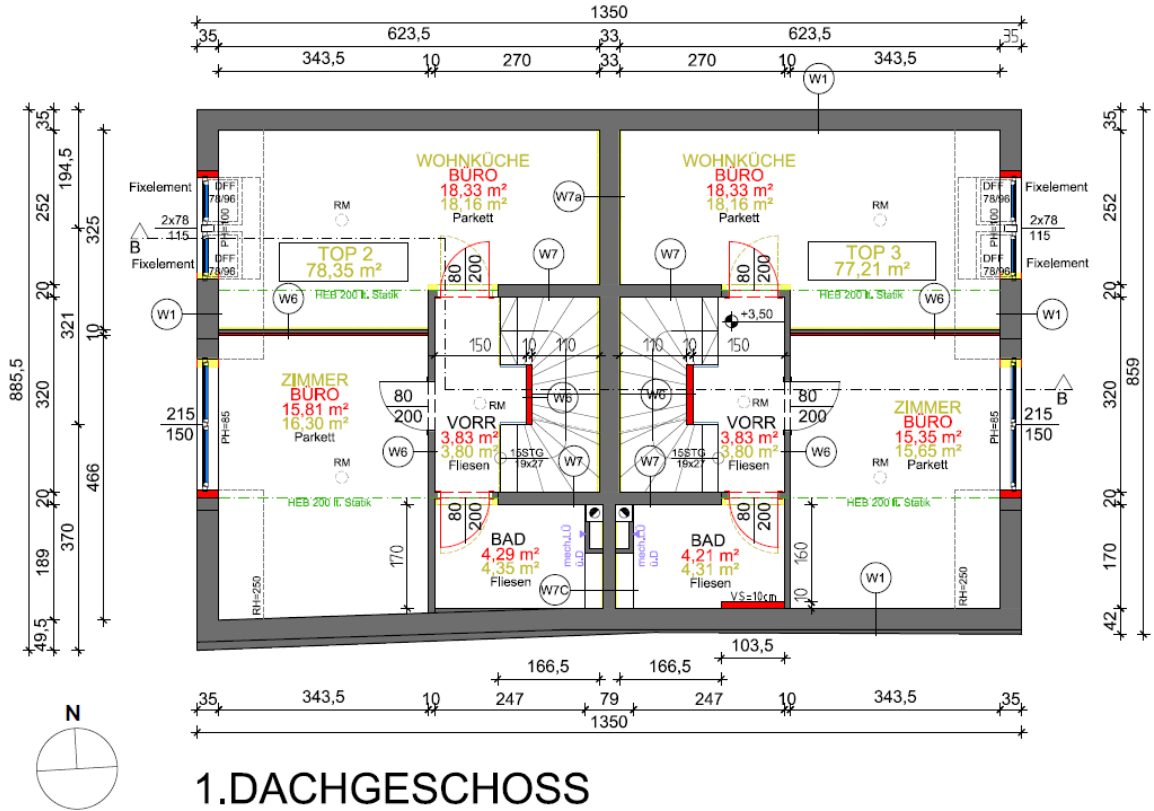 1350
35 623,5 33 623,5 35
343,5 10 270 33 270 10 343,5
W1
885,5
35 252 20 321 320 20 189 49,5
194,5 325 10 466 370
Fixelement
DFF
78/96
2x78
115
PH=100
B
Fixelement
DFF
78/96
W1
WOHNKÜCHE
BÜRO
18,33 m²
18,16 m²
Parkett
RM
TOP 2
78,35 m²
HEB 200 lt. Statik
W6
80
200
W7
W7a
WOHNKÜCHE
BÜRO
18,33 m²
18,16 m²
Parkett
RM
TOP 3
77,21 m²
HEB 200 lt. Statik
W6
80
200
W7
+3,50
DFF
78/96
Fixelement
2x78
115
PH=100
DFF
78/96
Fixelement
W1
35 252 20 320 20 170 42
859
150 10 110
110 10 150
ZIMMER
BÜRO
15,81 m²
16,30 m²
Parkett
RM
215
150
PH=85
80
200
W6
RM
VORR
3,83 m²
3,80 m²
Fliesen
W6
15STG
19x27
W7
W6
15STG
19x27
W7
RM
VORR
3,83 m²
3,80 m²
Fliesen
80
200
W6
ZIMMER
BÜRO
15,35 m²
15,65 m²
Parkett
RM
215
150
PH=85
B
HEB 200 lt. Statik
RH=250
170
80
200
BAD
4,29 m²
4,35 m²
Fliesen
mech.LÜ
ü.D
W7C
mech.LÜ
ü.D
80
200
BAD
4,21 m²
4,31 m²
Fliesen
VS=10cm
160
10
HEB 200 lt. Statik
RH=250
W1
103,5
166,5 166,5
35 343,5 10 247 79 247 10 343,5 35
1350
N
1.DACHGESCHOSS